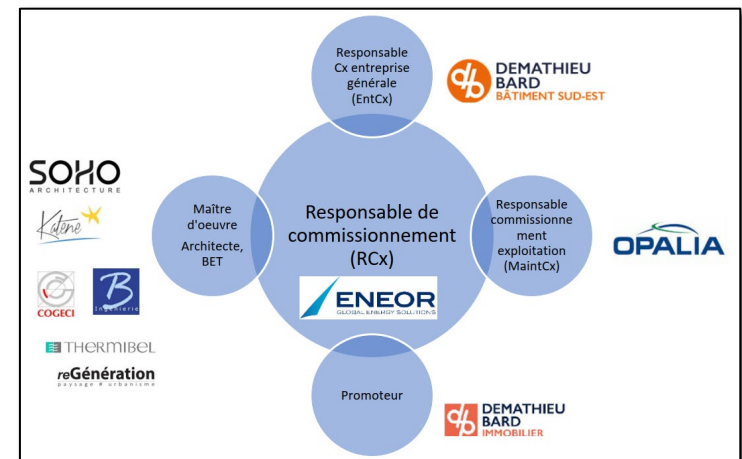 Responsable
Cx entreprise
générale
(EntCx)
DEMATHIEU
BARD
BÂTIMENT SUD-EST
SOHO
ARCHITECTURE
Katene
COGECI
B
Ingénierie
THERMIBEL
reGénération
paysage & urbanisme
Maître
d'oeuvre
Architecte,
BET
Responsable de
commissionnement
(RCx)
ENEOR
GLOBAL ENERGY SOLUTIONS
Responsable
commissionne
ment
exploitation
(MaintCx)
OPALIA
Promoteur
DEMATHIEU
BARD
IMMOBILIER